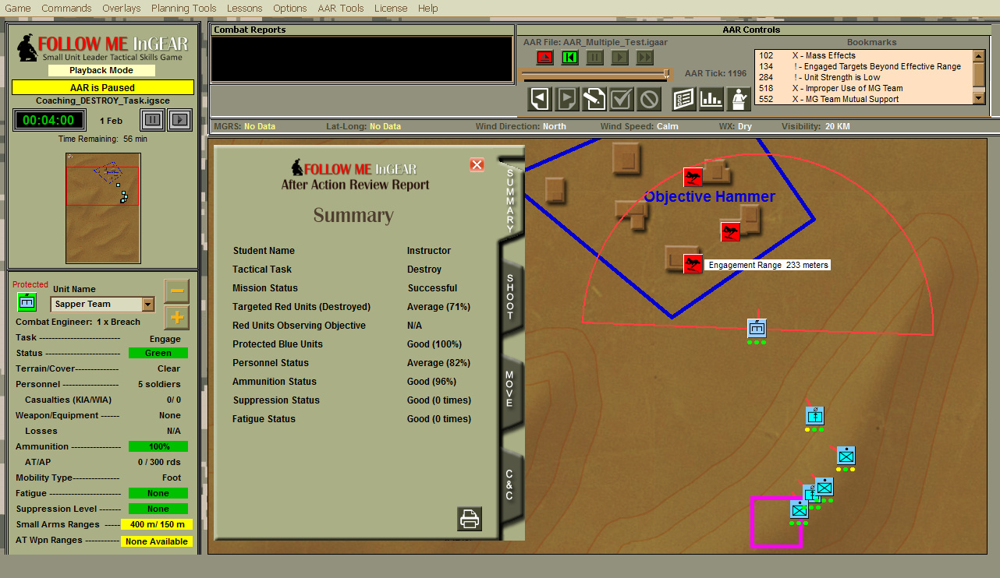 Game Commands Overlays Planning Tools Lessons Options AAR Tools License Help
FOLLOW ME InGEAR
Small Unit Leader Tactical Skills Game
Playback Mode
AAR is Paused
Coaching_DESTROY_Task.igsce
00:04:00 1 Feb
Time Remaining: 56 min
Combat Reports
AAR Controls
AAR File: AAR_Multiple_Test.igaar
AAR Tick: 1196
Bookmarks
102 X - Mass Effects
134 ! - Engaged Targets Beyond Effective Range
284 ! - Unit Strength is Low
518 X - Improper Use of MG Team
552 X - MG Team Mutual Support
MGRS: No Data Lat-Long: No Data Wind Direction: North Wind Speed: Calm WX: Dry Visibility: 20 KM
Protected
Unit Name
Sapper Team
Combat Engineer: 1 x Breach
Task -------------------------- Engage
Status ------------------------ Green
Terrain/Cover-------------- Clear
Personnel ------------------ 5 soldiers
Casualties (KIA/WIA) 0/ 0
Weapon/Equipment ------ None
Losses N/A
Ammunition ---------------- 100%
AT/AP 0 / 300 rds
Mobility Type--------------- Foot
Fatigue ----------------------- None
Suppression Level ------- None
Small Arms Ranges ----- 400 m/ 150 m
AT Wpn Ranges ----------- None Available
FOLLOW ME InGEAR
After Action Review Report
Summary
Student Name Instructor
Tactical Task Destroy
Mission Status Successful
Targeted Red Units (Destroyed) Average (71%)
Red Units Observing Objective N/A
Protected Blue Units Good (100%)
Personnel Status Average (82%)
Ammunition Status Good (96%)
Suppression Status Good (0 times)
Fatigue Status Good (0 times)
SUMMARY
SHOOT
MOVE
C&C
Objective Hammer
Engagement Range 233 meters